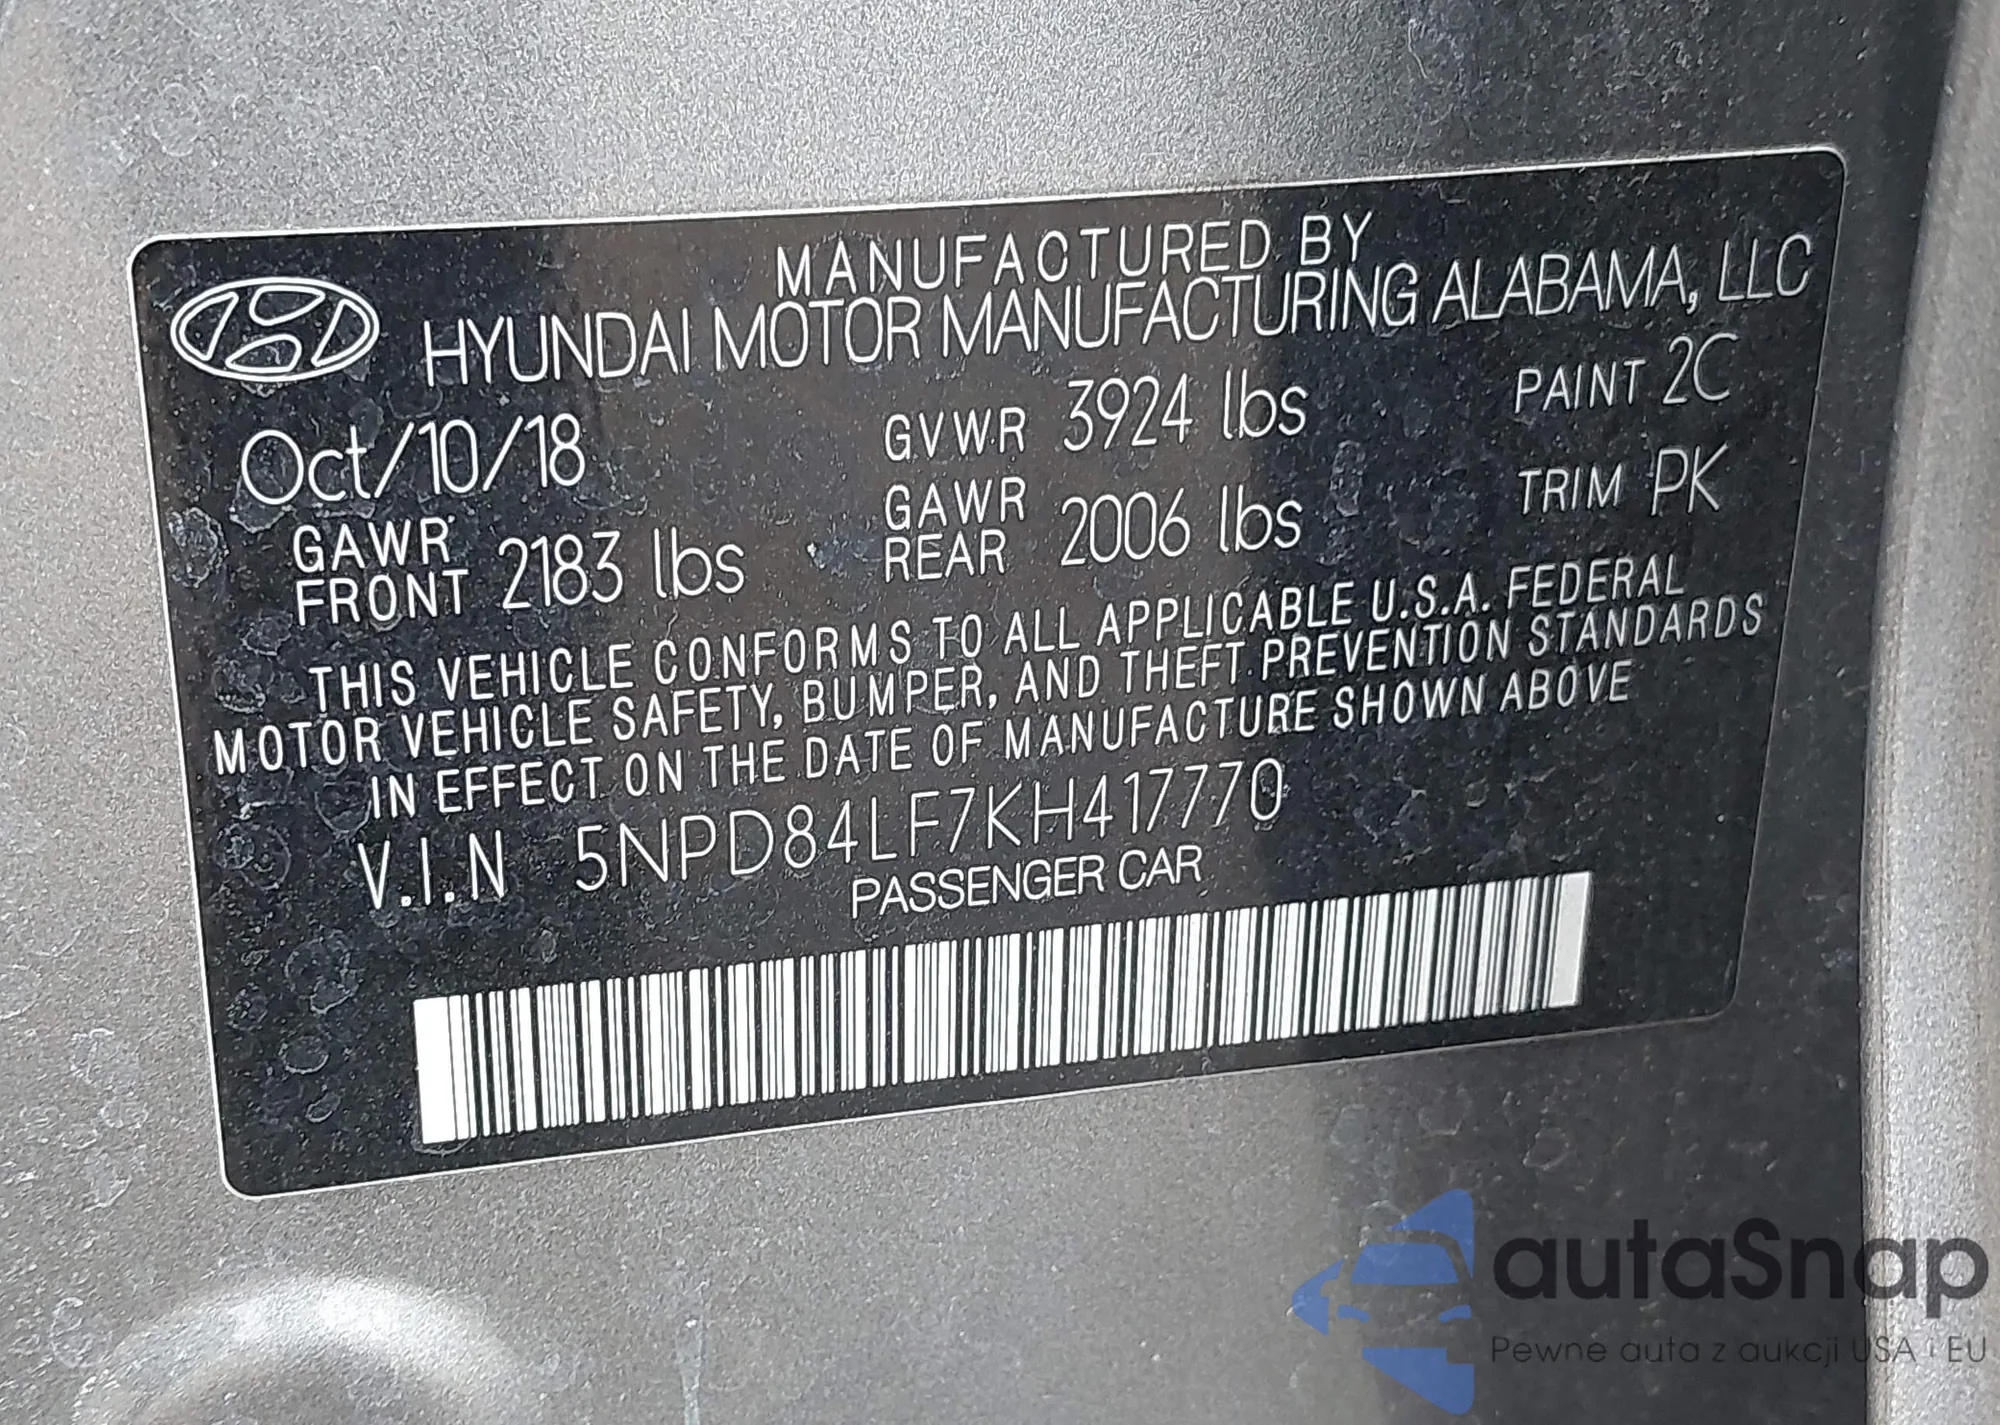 MANUFACTURED BY
HYUNDAI MOTOR MANUFACTURING ALABAMA, LLC
Oct/10/18 GVWR 3924 lbs PAINT 2C
GAWR FRONT 2183 lbs GAWR REAR 2006 lbs TRIM PK
THIS VEHICLE CONFORMS TO ALL APPLICABLE U.S.A. FEDERAL
MOTOR VEHICLE SAFETY, BUMPER, AND THEFT PREVENTION STANDARDS
IN EFFECT ON THE DATE OF MANUFACTURE SHOWN ABOVE
V.I.N 5NPD84LF7KH417770
PASSENGER CAR
autaSnap
Pewne auta z aukcji USA i EU